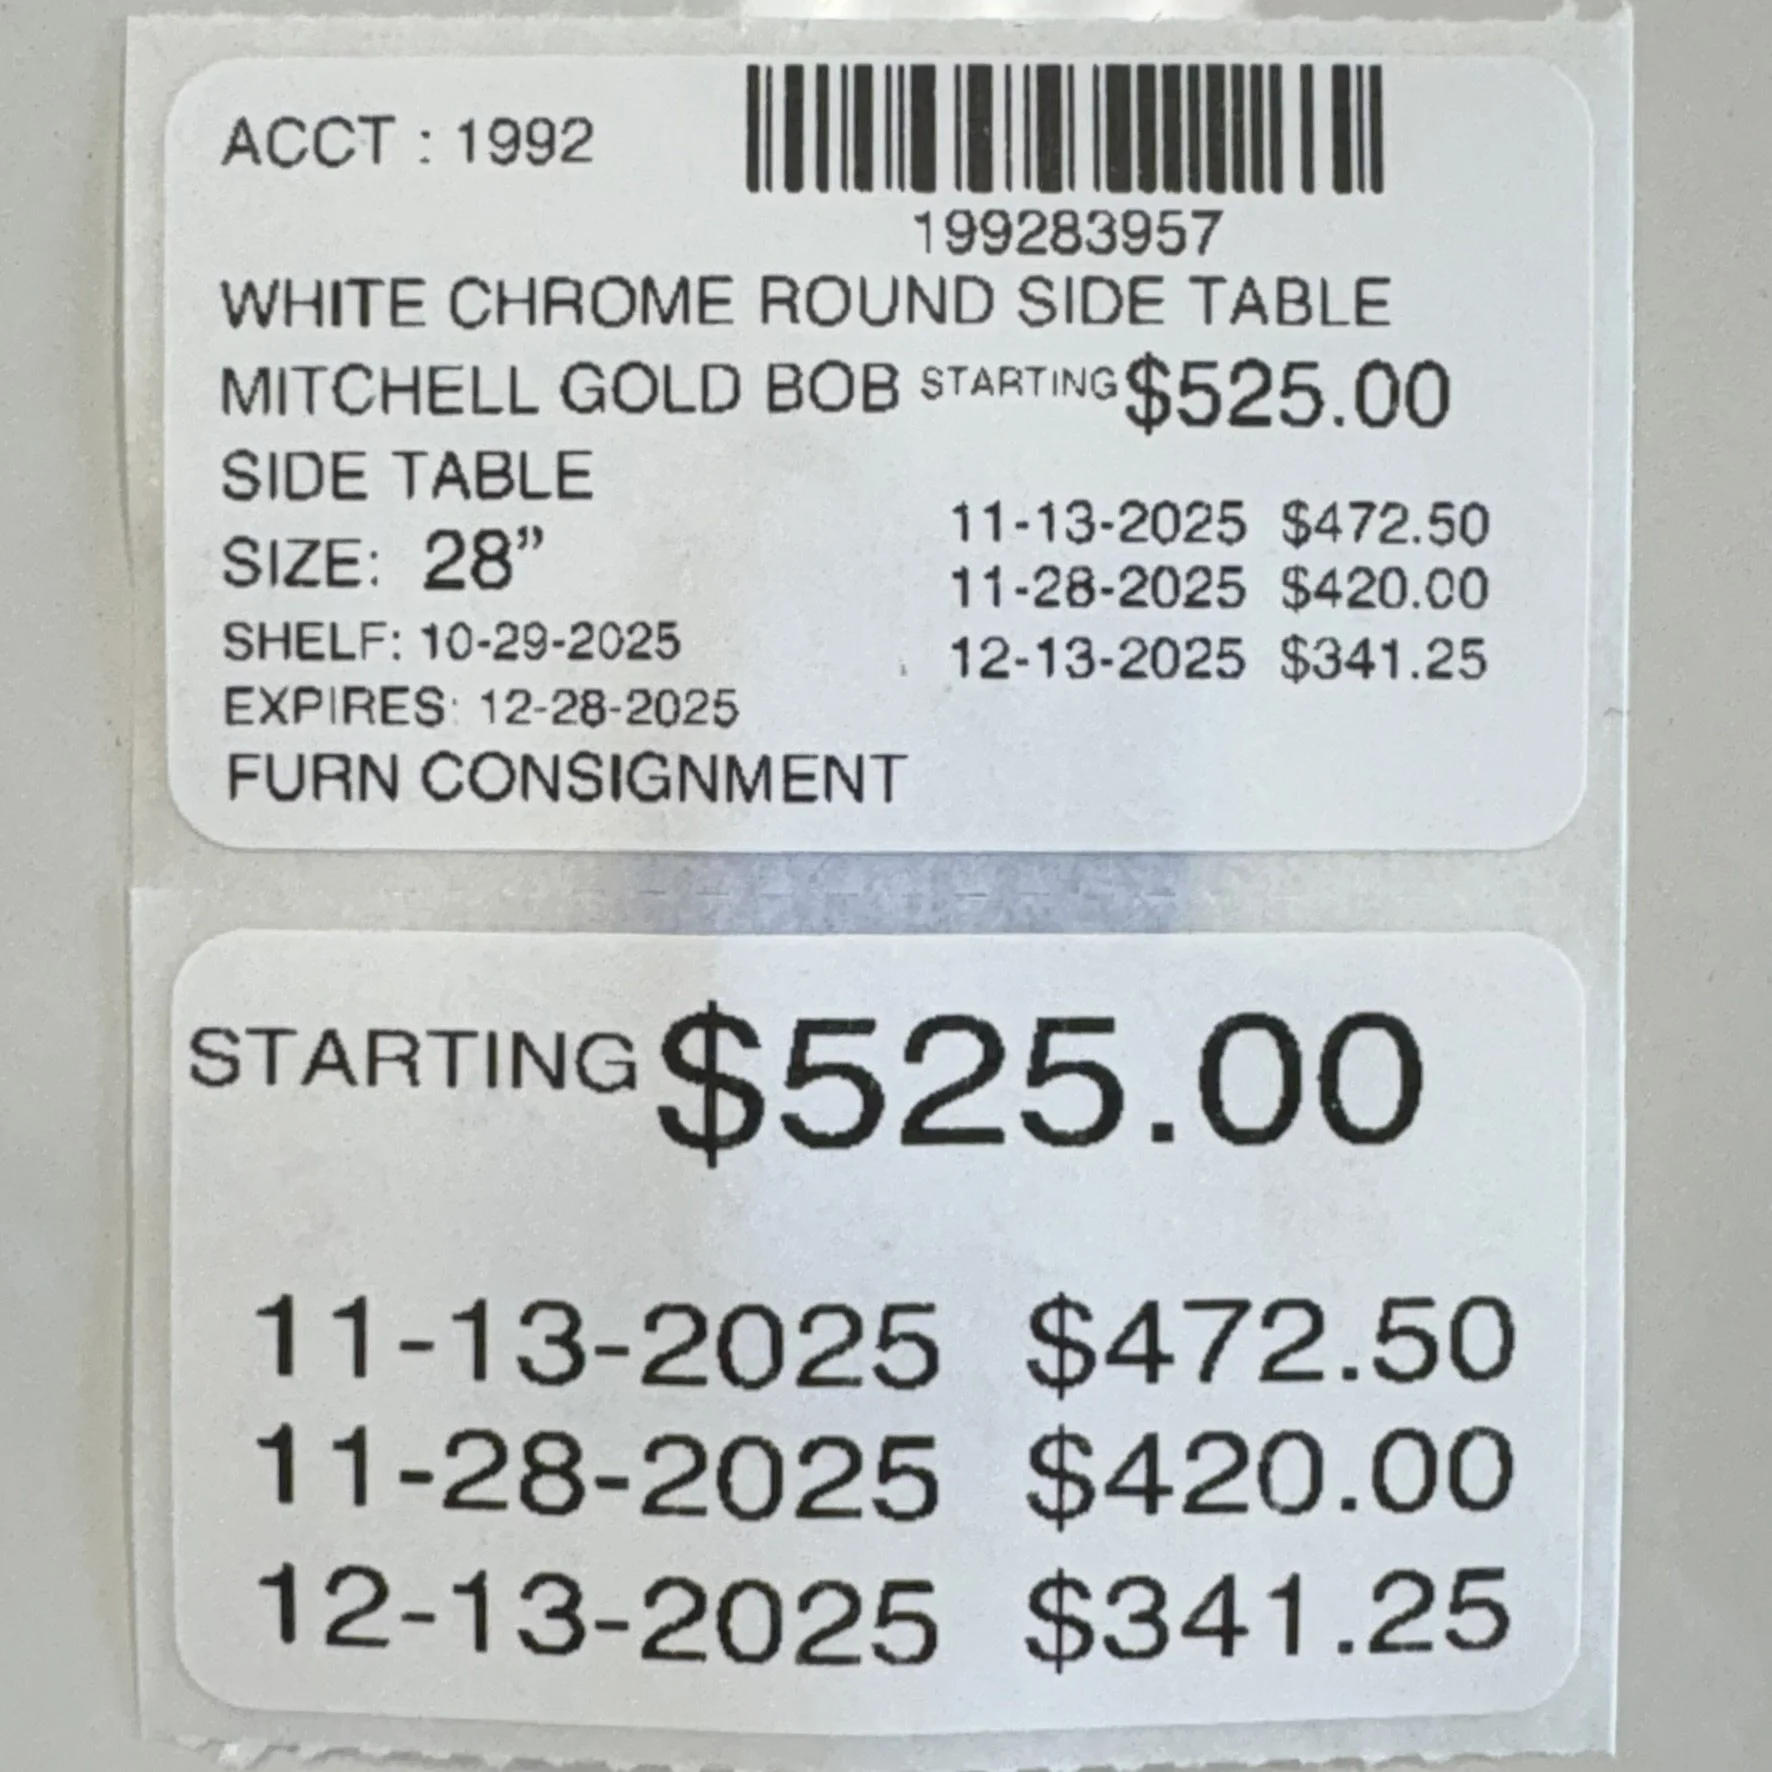 ACCT : 1992
199283957
WHITE CHROME ROUND SIDE TABLE
MITCHELL GOLD BOB STARTING $525.00
SIDE TABLE
11-13-2025 $472.50
SIZE: 28”
11-28-2025 $420.00
SHELF: 10-29-2025
12-13-2025 $341.25
EXPIRES: 12-28-2025
FURN CONSIGNMENT
STARTING $525.00
11-13-2025 $472.50
11-28-2025 $420.00
12-13-2025 $341.25